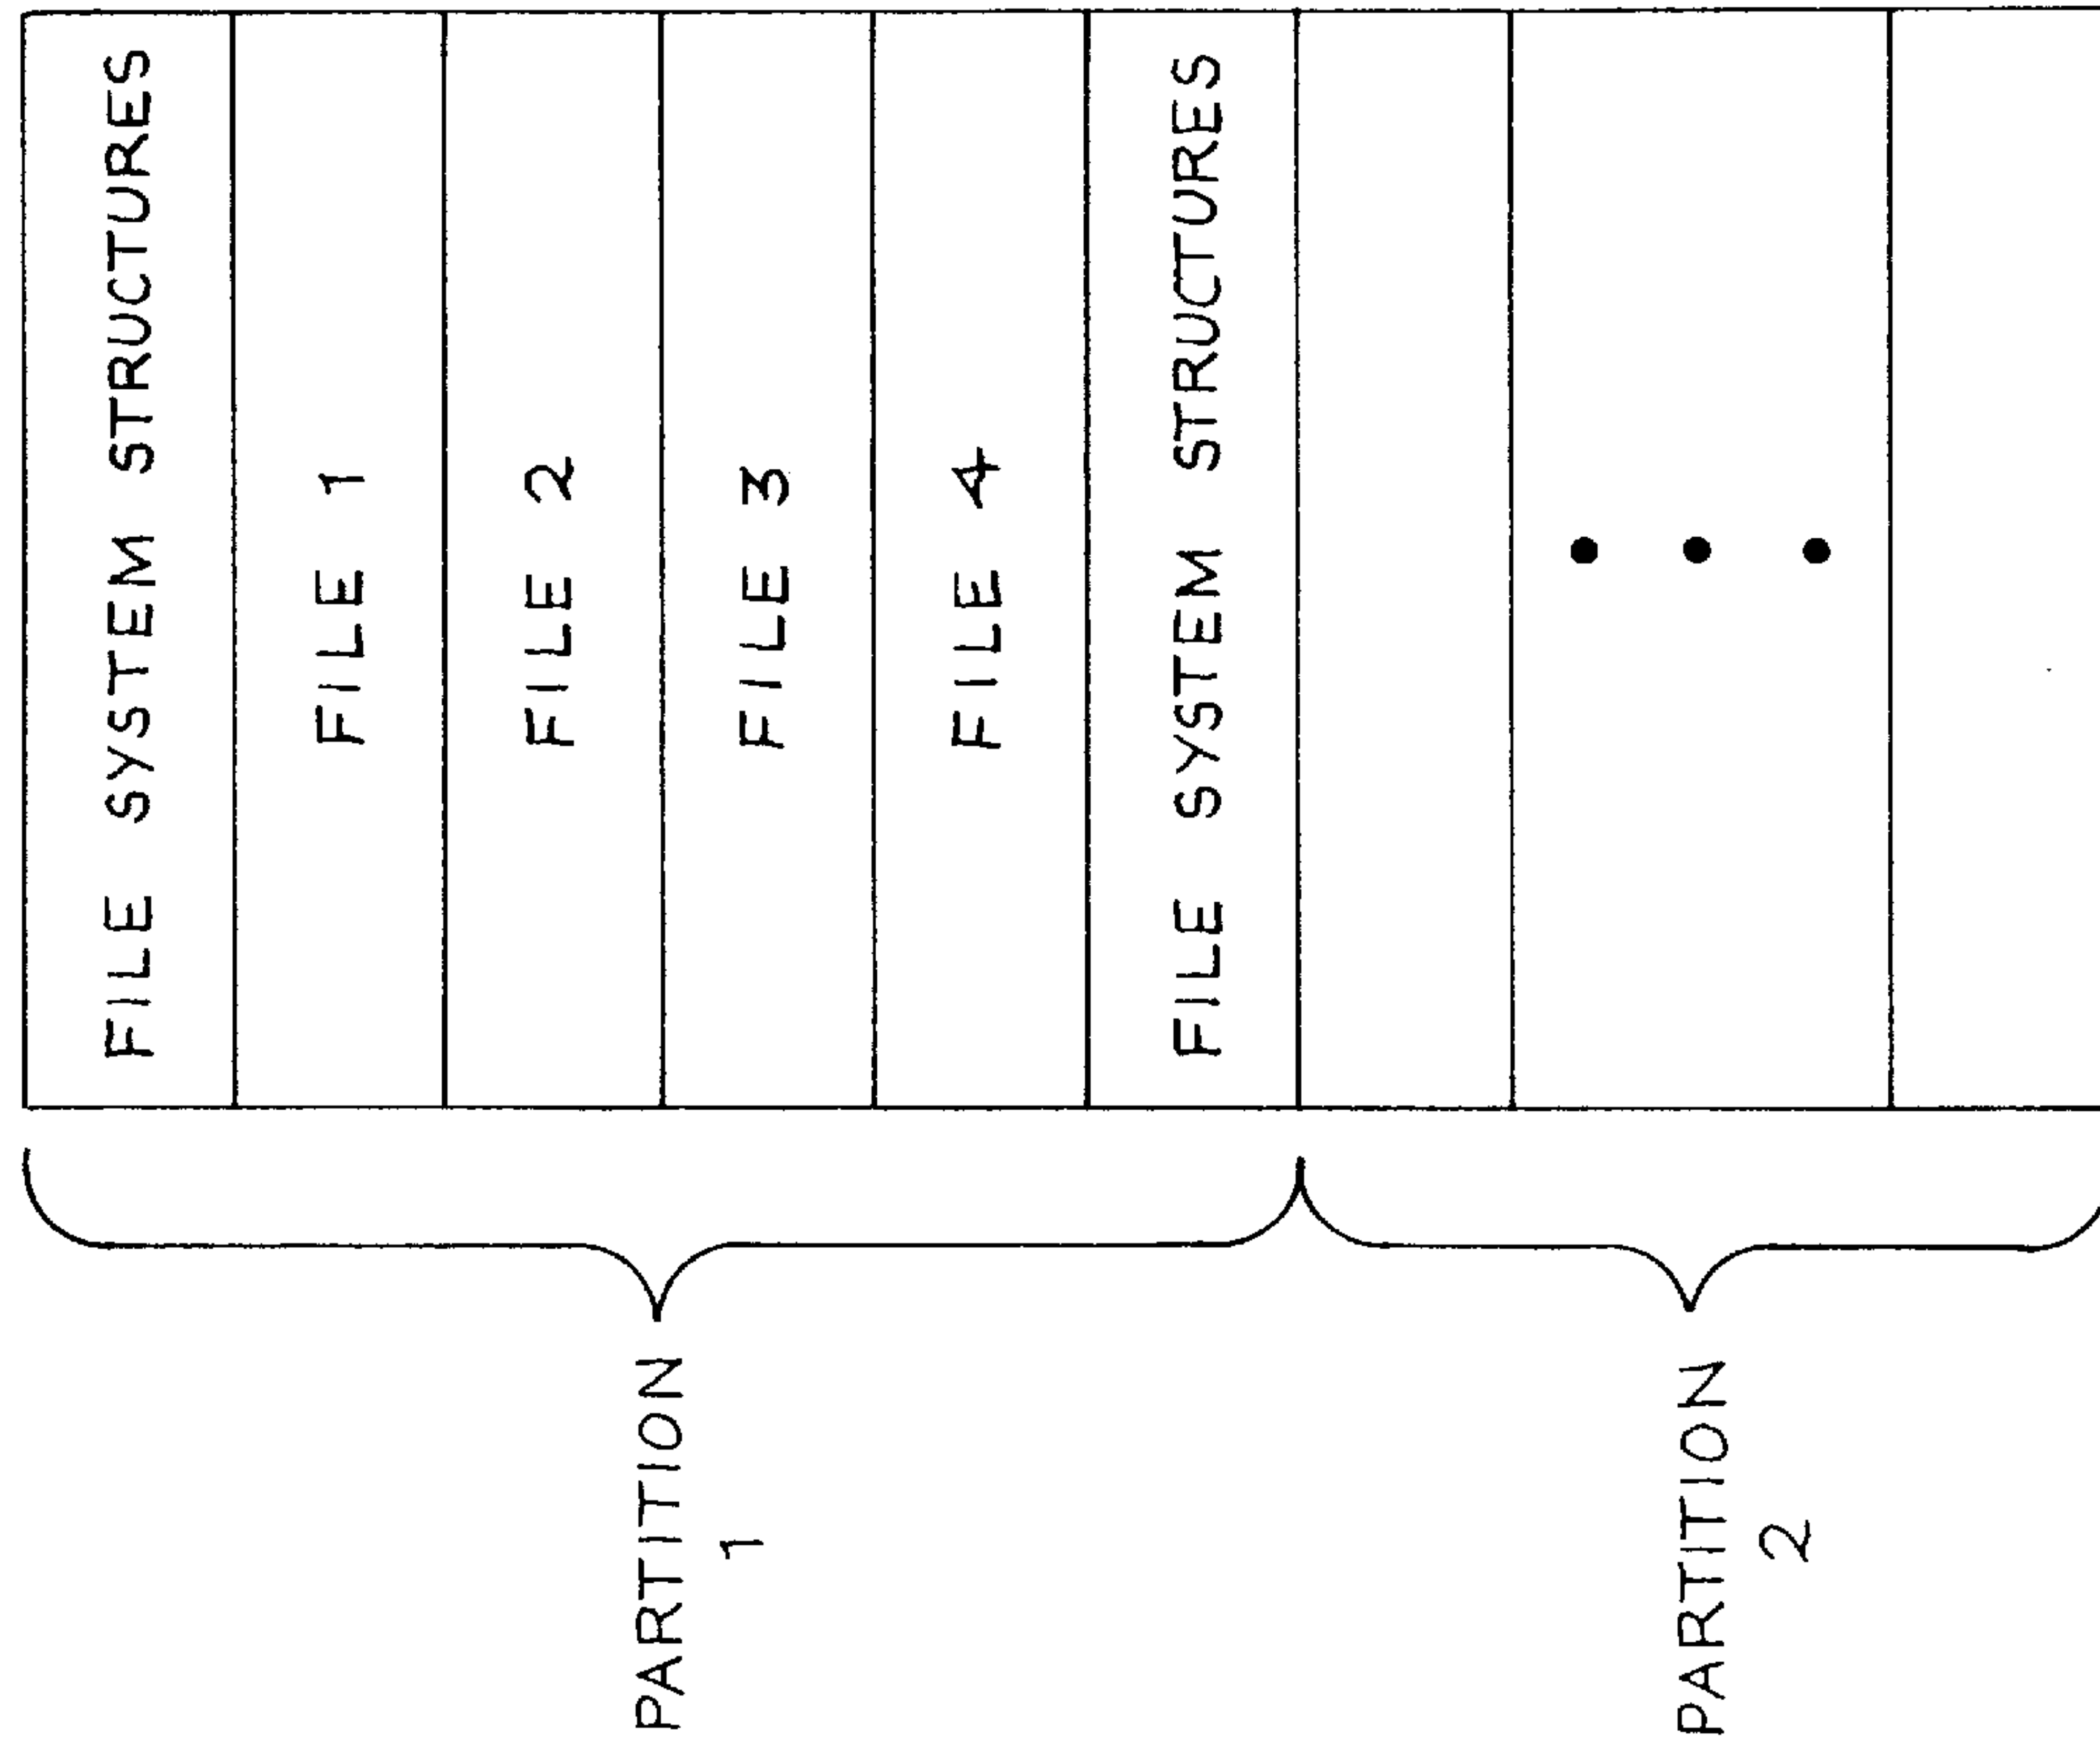 FILE SYSTEM STRUCTURES
FILE 1
FILE 2
FILE 3
FILE 4
FILE SYSTEM STRUCTURES
PARTITION
1
PARTITION
2